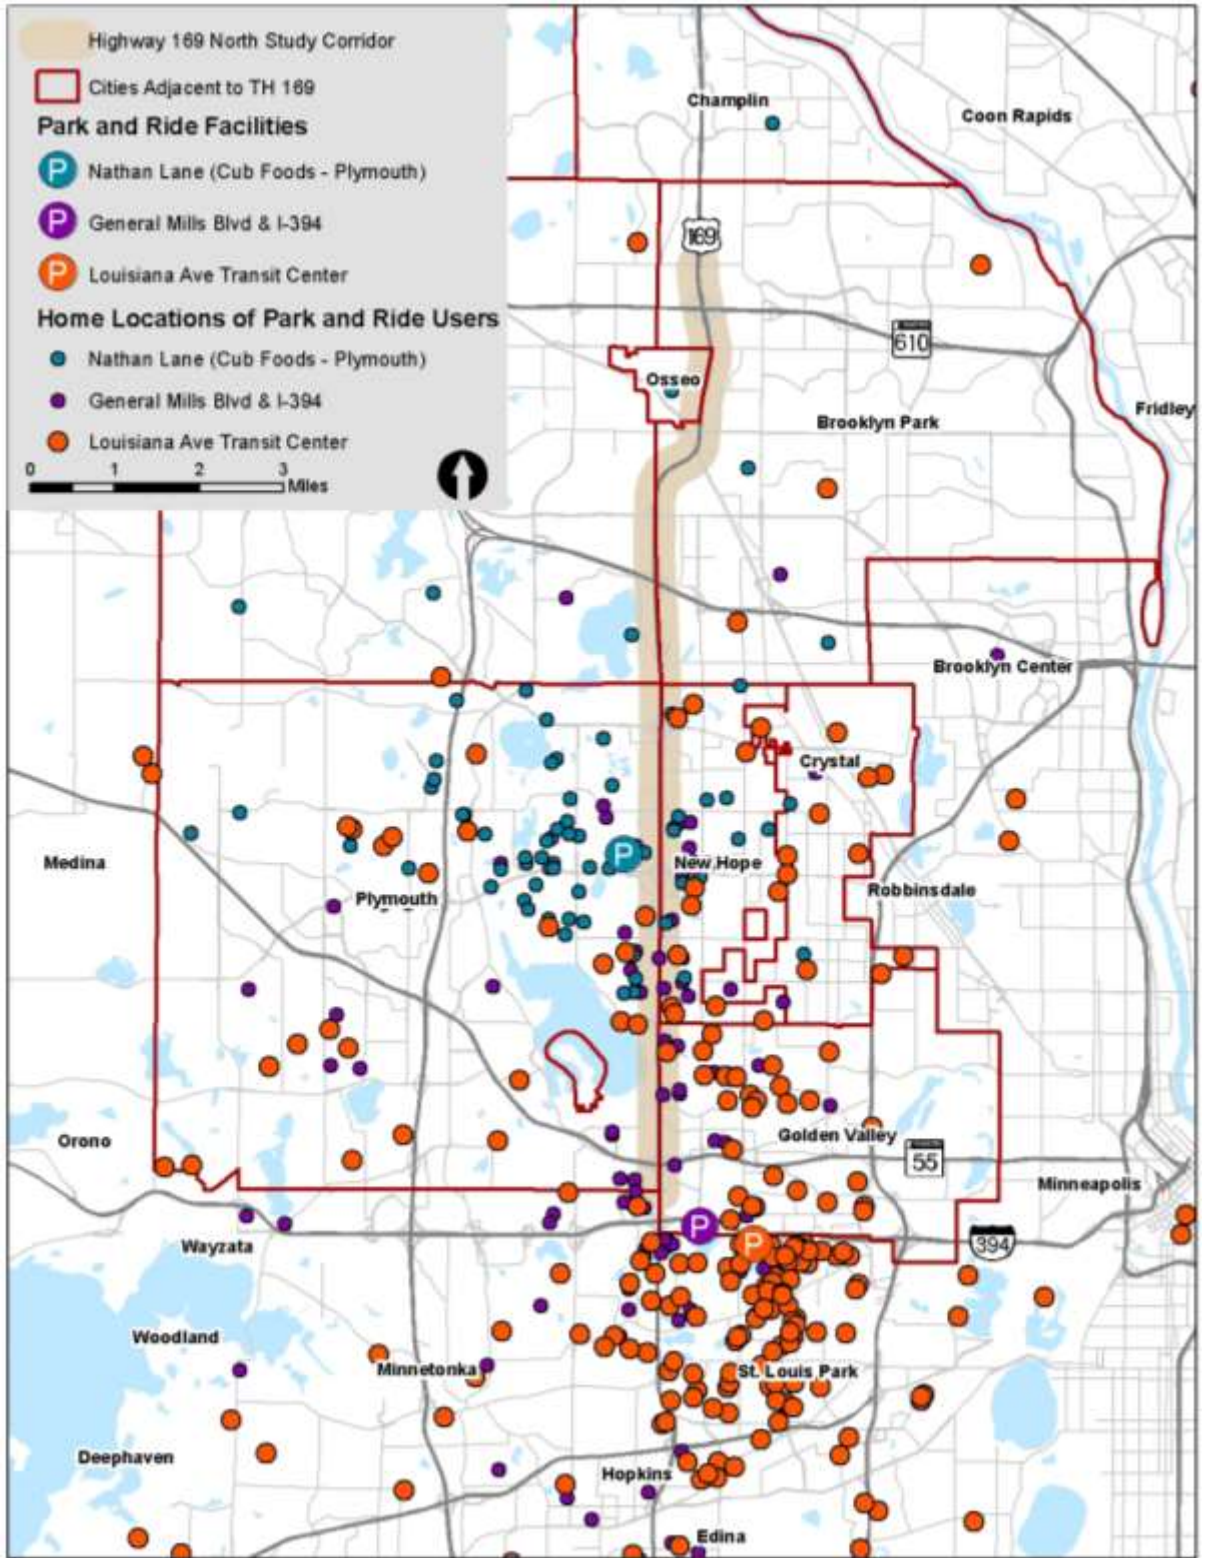 Highway 169 North Study Corridor
Cities Adjacent to TH 169
Park and Ride Facilities
P Nathan Lane (Cub Foods - Plymouth)
P General Mills Blvd & I-394
P Louisiana Ave Transit Center
Home Locations of Park and Ride Users
Nathan Lane (Cub Foods - Plymouth)
General Mills Blvd & I-394
Louisiana Ave Transit Center
0 1 2 3
Miles
Champlin
Coon Rapids
169
610
Osseo
Fridley
Brooklyn Park
Brooklyn Center
Crystal
P
Medina
New Hope
Plymouth
Robbinsdale
Orono
Golden Valley
55
Minneapolis
P
P
394
Wayzata
Woodland
Minnetonka
St. Louis Park
Deephaven
Hopkins
Edina